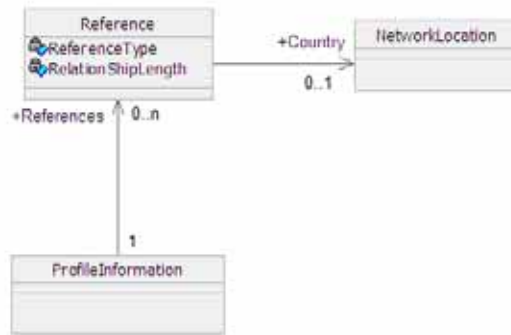 Reference
ReferenceType
RelationShipLength
+Country
NetworkLocation
0..1
+References
0..n
1
ProfileInformation